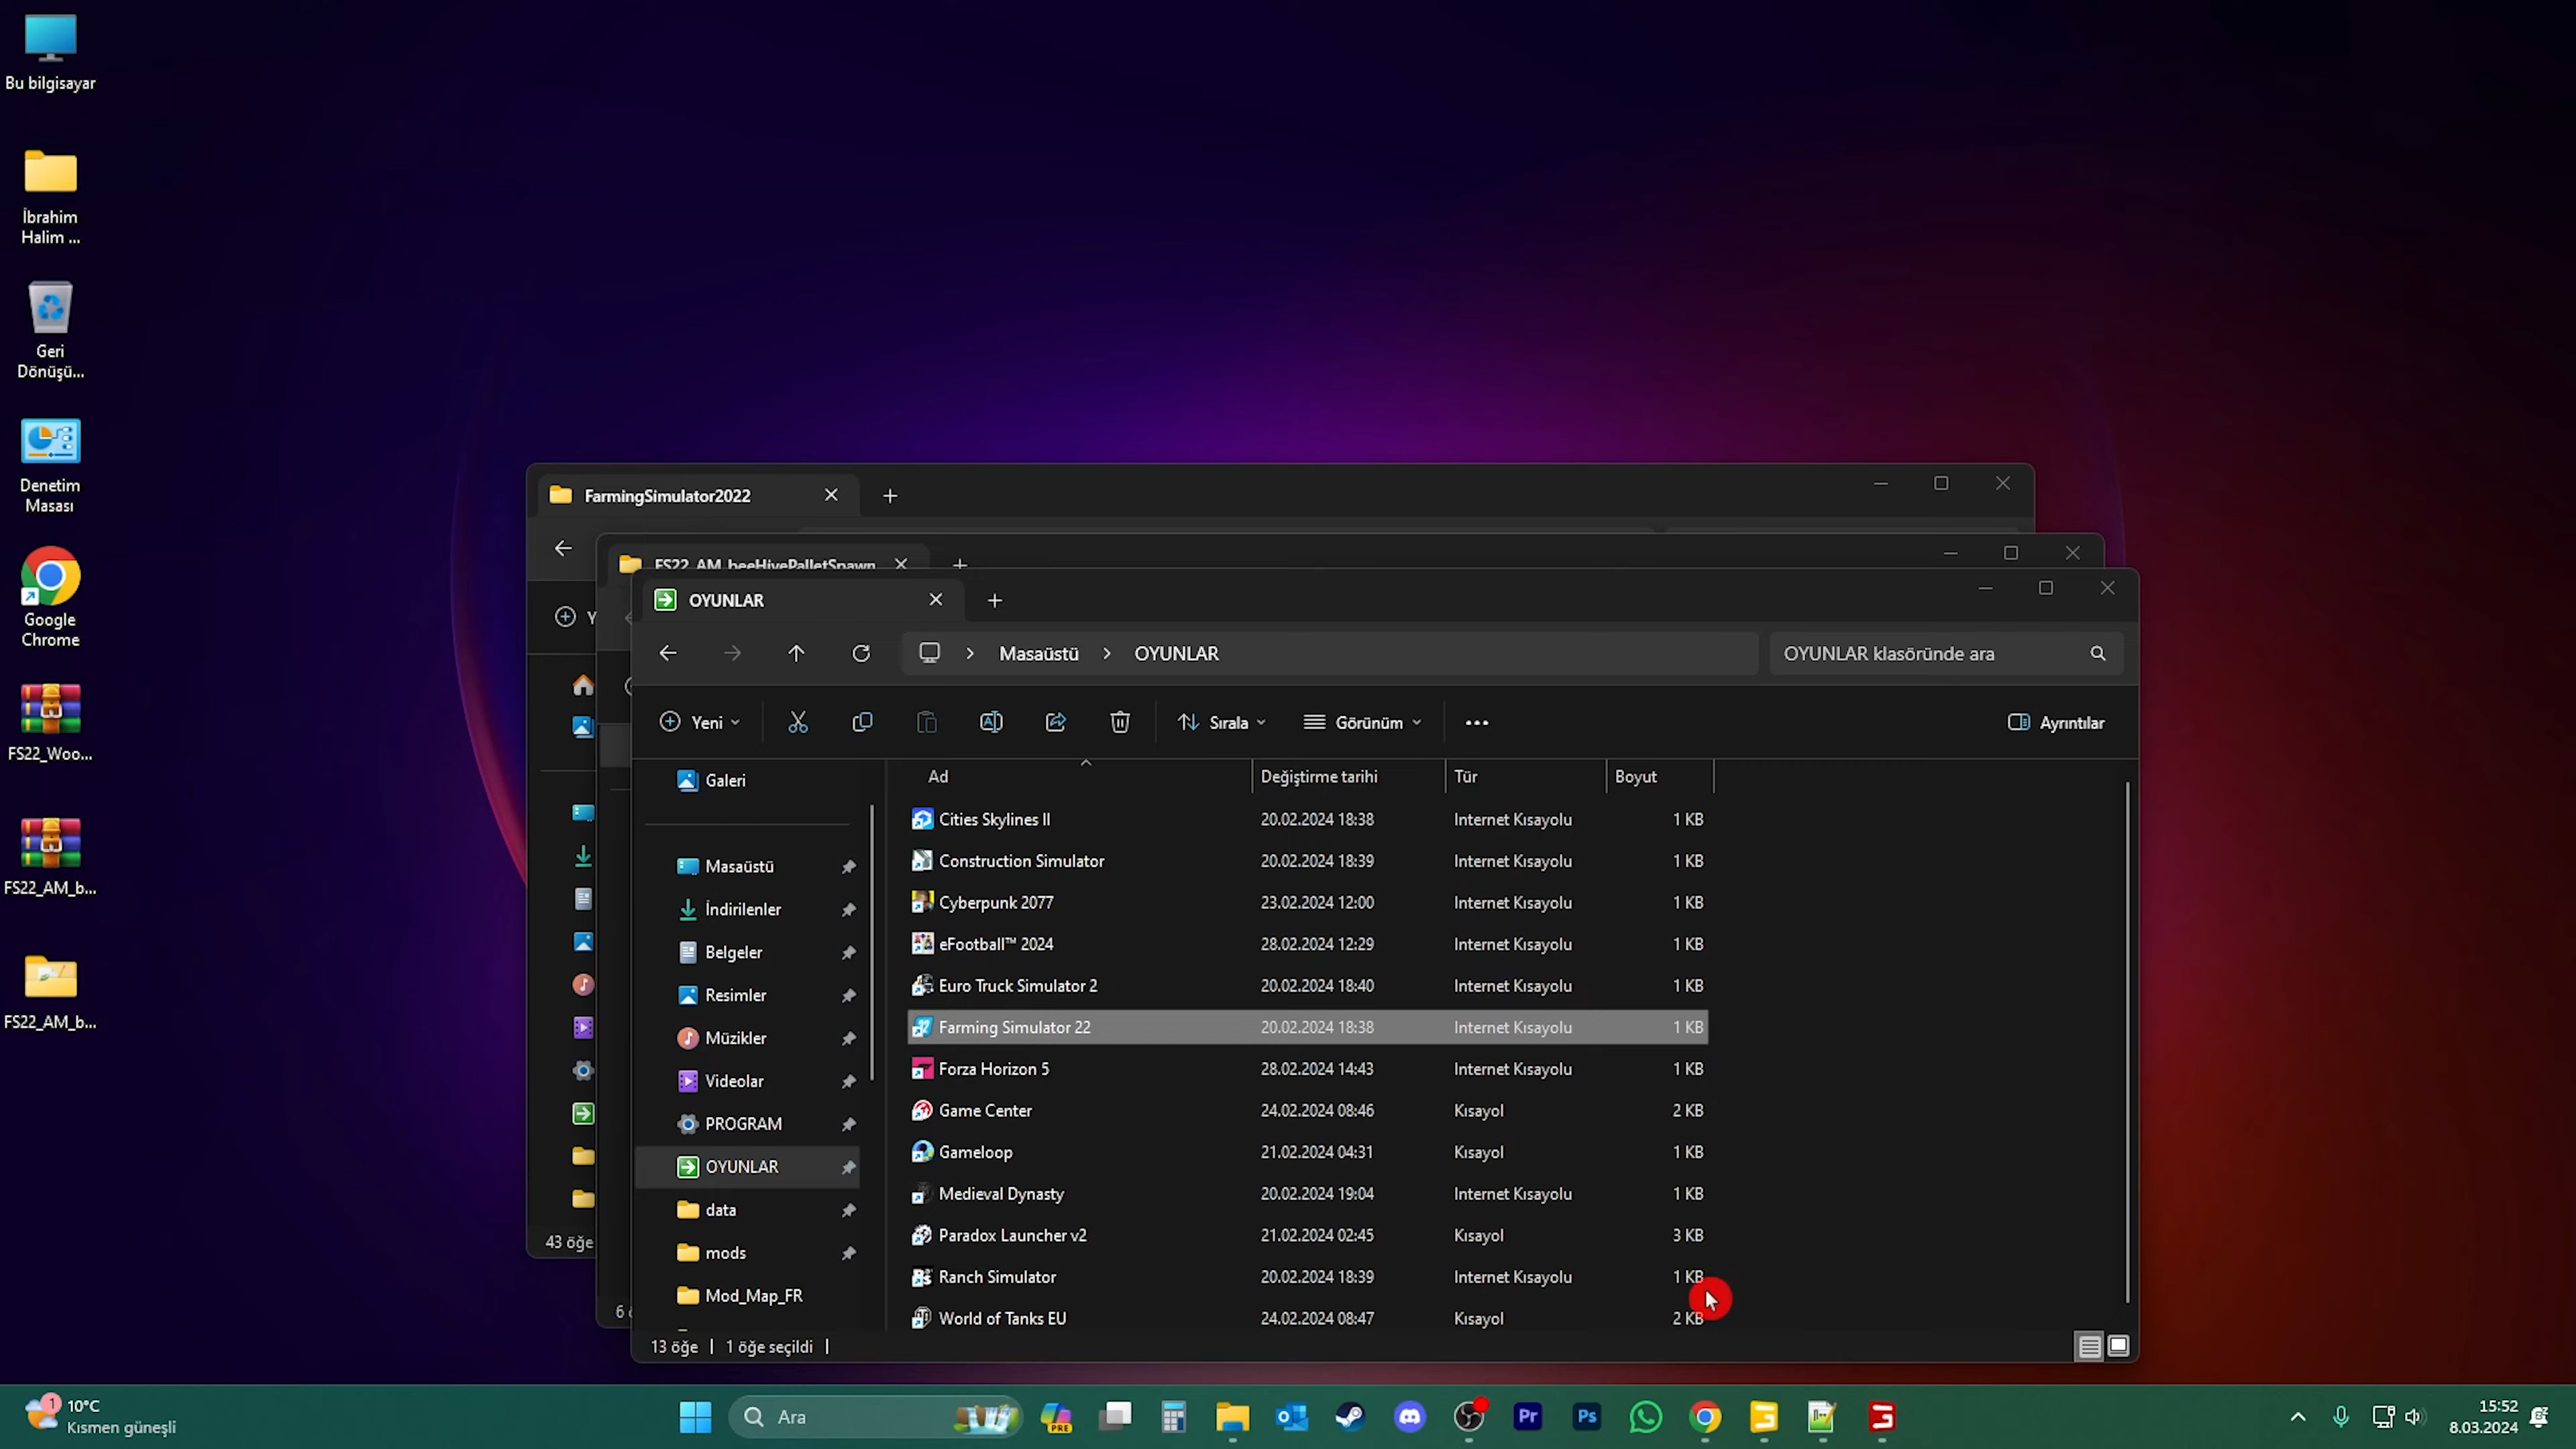 Bu bilgisayar
İbrahim
Halim ...
Geri
Dönüşü...
Denetim
Masası
Google
Chrome
FS22_Woo...
FS22_AM_b...
FS22_AM_b...
FarmingSimulator2022
Y
43 öğe
FS22_AM_beeHivePalletSpawn
OYUNLAR
Masaüstü
OYUNLAR
OYUNLAR klasöründe ara
Yeni
Sırala
Görünüm
Ayrıntılar
Galeri
Masaüstü
İndirilenler
Belgeler
Resimler
Müzikler
Videolar
PROGRAM
OYUNLAR
data
mods
Mod_Map_FR
Ad Değiştirme tarihi Tür Boyut
Cities Skylines II 20.02.2024 18:38 Internet Kısayolu 1 KB
Construction Simulator 20.02.2024 18:39 Internet Kısayolu 1 KB
Cyberpunk 2077 23.02.2024 12:00 Internet Kısayolu 1 KB
eFootball™ 2024 28.02.2024 12:29 Internet Kısayolu 1 KB
Euro Truck Simulator 2 20.02.2024 18:40 Internet Kısayolu 1 KB
Farming Simulator 22 20.02.2024 18:38 Internet Kısayolu 1 KB
Forza Horizon 5 28.02.2024 14:43 Internet Kısayolu 1 KB
Game Center 24.02.2024 08:46 Kısayol 2 KB
Gameloop 21.02.2024 04:31 Kısayol 1 KB
Medieval Dynasty 20.02.2024 19:04 Internet Kısayolu 1 KB
Paradox Launcher v2 21.02.2024 02:45 Kısayol 3 KB
Ranch Simulator 20.02.2024 18:39 Internet Kısayolu 1 KB
World of Tanks EU 24.02.2024 08:47 Kısayol 2 KB
6
13 öğe | 1 öğe seçildi |
1
10°C
Kısmen güneşli
Ara
PRE
Pr
Ps
15:52
8.03.2024